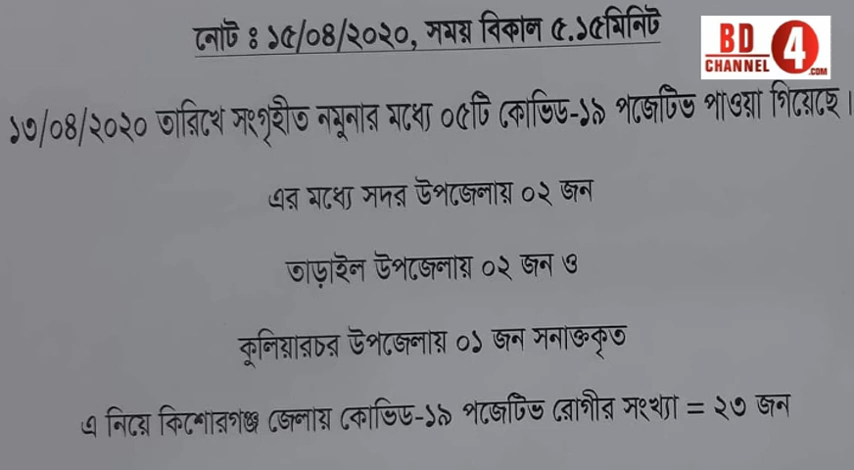 নোট ঃ ১৫/০৪/২০২০, সময় বিকাল ৫.১৫মিনিট
BD
CHANNEL 4
.COM
১৩/০৪/২০২০ তারিখে সংগৃহীত নমুনার মধ্যে ০৫টি কোভিড-১৯ পজেটিভ পাওয়া গিয়েছে।
এর মধ্যে সদর উপজেলায় ০২ জন
তাড়াইল উপজেলায় ০২ জন ও
কুলিয়ারচর উপজেলায় ০১ জন সনাক্তকৃত
এ নিয়ে কিশোরগঞ্জ জেলায় কোভিড-১৯ পজেটিভ রোগীর সংখ্যা = ২৩ জন